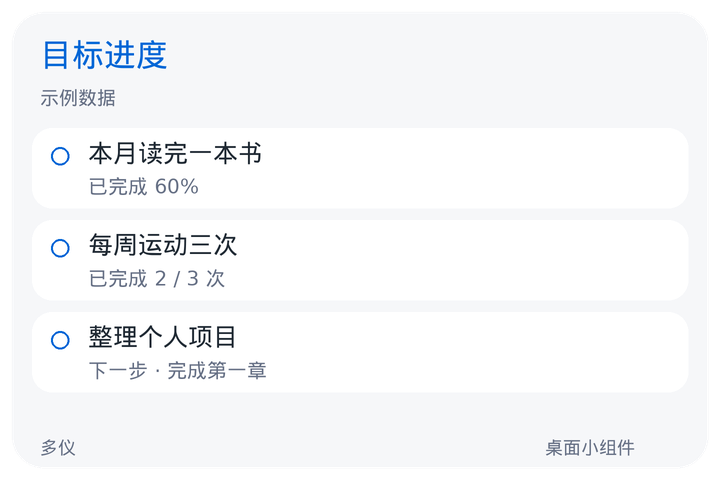 目标进度
示例数据
本月读完一本书
已完成 60%
每周运动三次
已完成 2 / 3 次
整理个人项目
下一步 · 完成第一章
多仪
桌面小组件